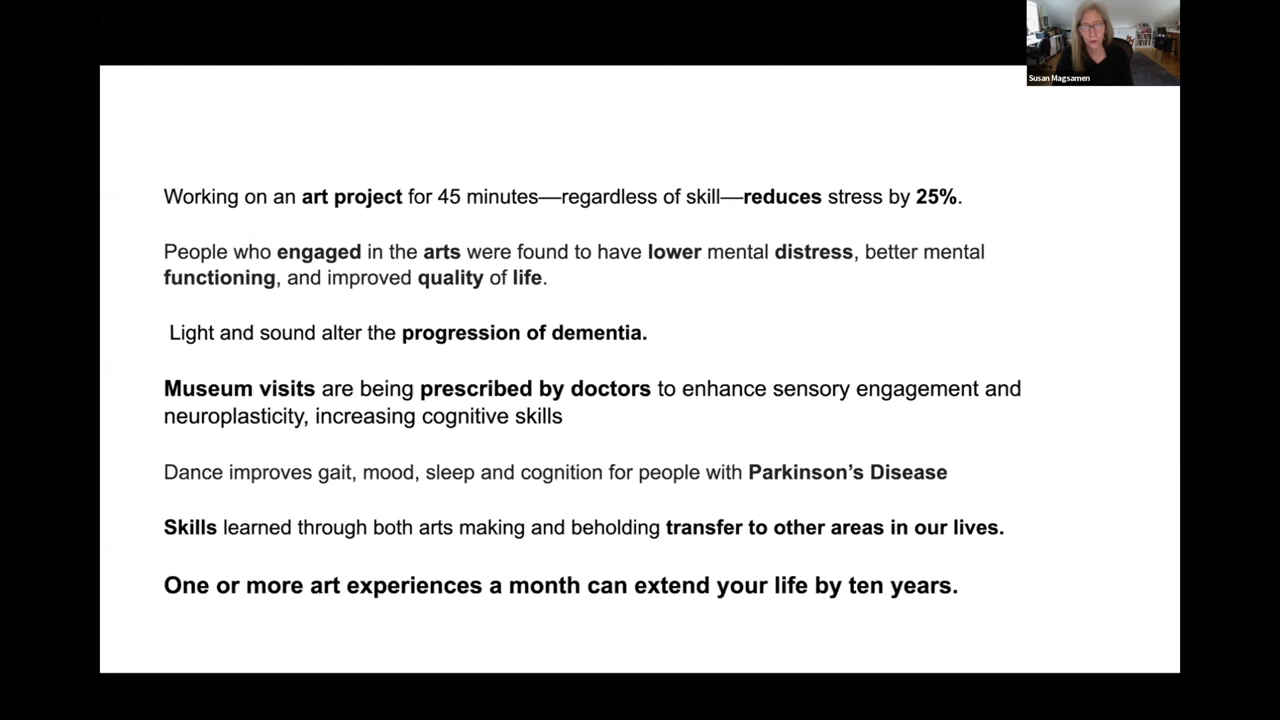 Susan Magsamen
Working on an art project for 45 minutes—regardless of skill—reduces stress by 25%.
People who engaged in the arts were found to have lower mental distress, better mental
functioning, and improved quality of life.
Light and sound alter the progression of dementia.
Museum visits are being prescribed by doctors to enhance sensory engagement and
neuroplasticity, increasing cognitive skills
Dance improves gait, mood, sleep and cognition for people with Parkinson’s Disease
Skills learned through both arts making and beholding transfer to other areas in our lives.
One or more art experiences a month can extend your life by ten years.